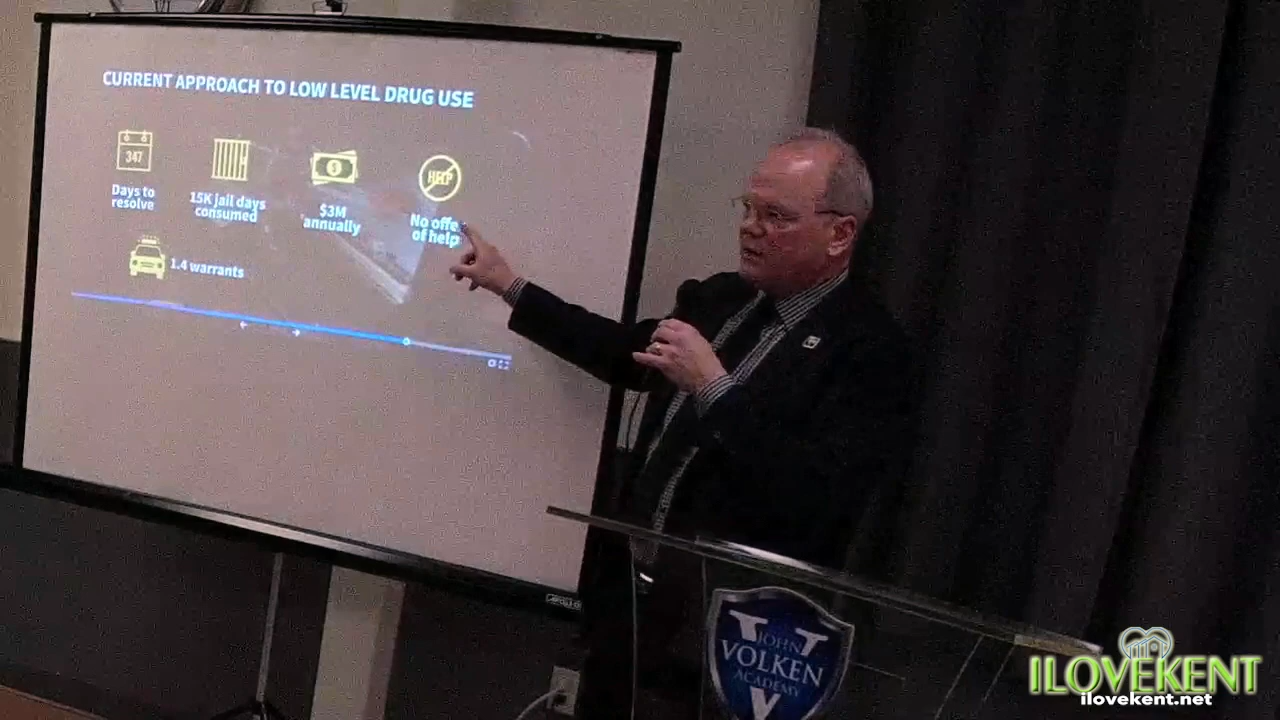 CURRENT APPROACH TO LOW LEVEL DRUG USE
347
Days to
resolve
15K jail days
consumed
$
$3M
annually
HELP
No offe
of help
1.4 warrants
JOHN
VOLKEN
ACADEMY
V
ILOVEKENT
ilovekent.net